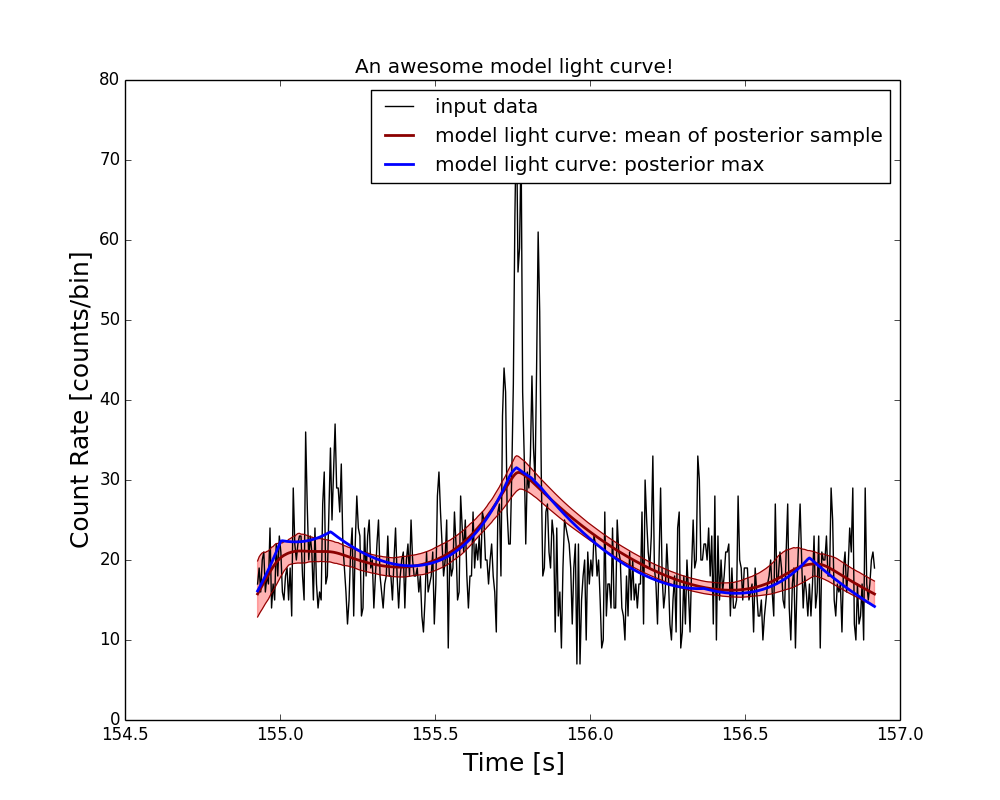 An awesome model light curve!
input data
model light curve: mean of posterior sample
model light curve: posterior max
80
70
60
50
40
30
20
10
0
Count Rate [counts/bin]
154.5 155.0 155.5 156.0 156.5 157.0
Time [s]